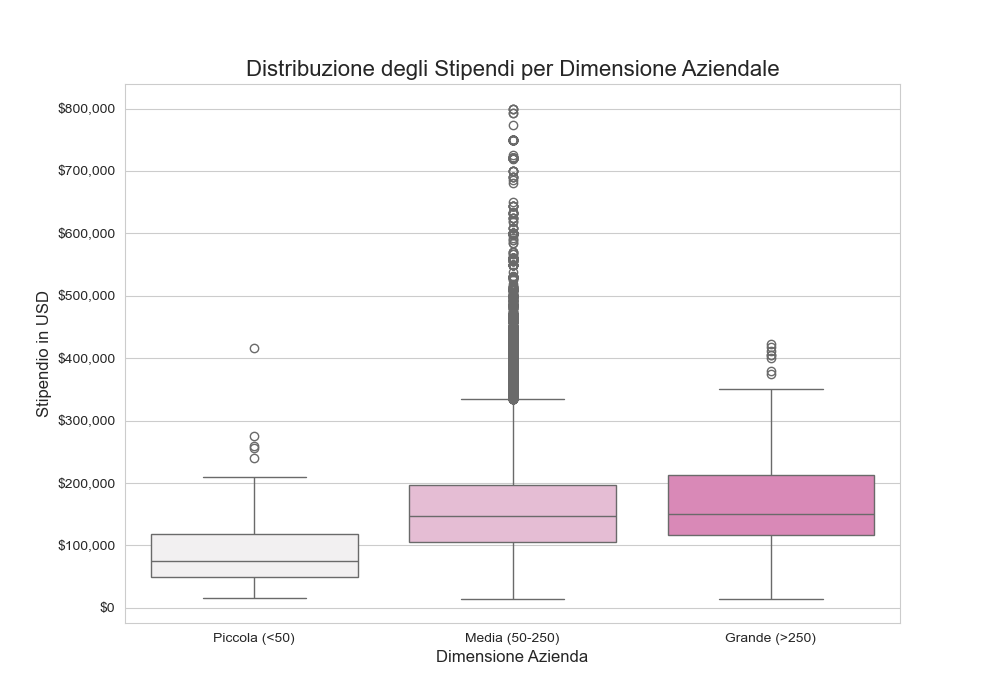 Distribuzione degli Stipendi per Dimensione Aziendale
$800,000
$700,000
$600,000
$500,000
$400,000
$300,000
$200,000
$100,000
$0
Stipendio in USD
Piccola (<50)
Media (50-250)
Grande (>250)
Dimensione Azienda